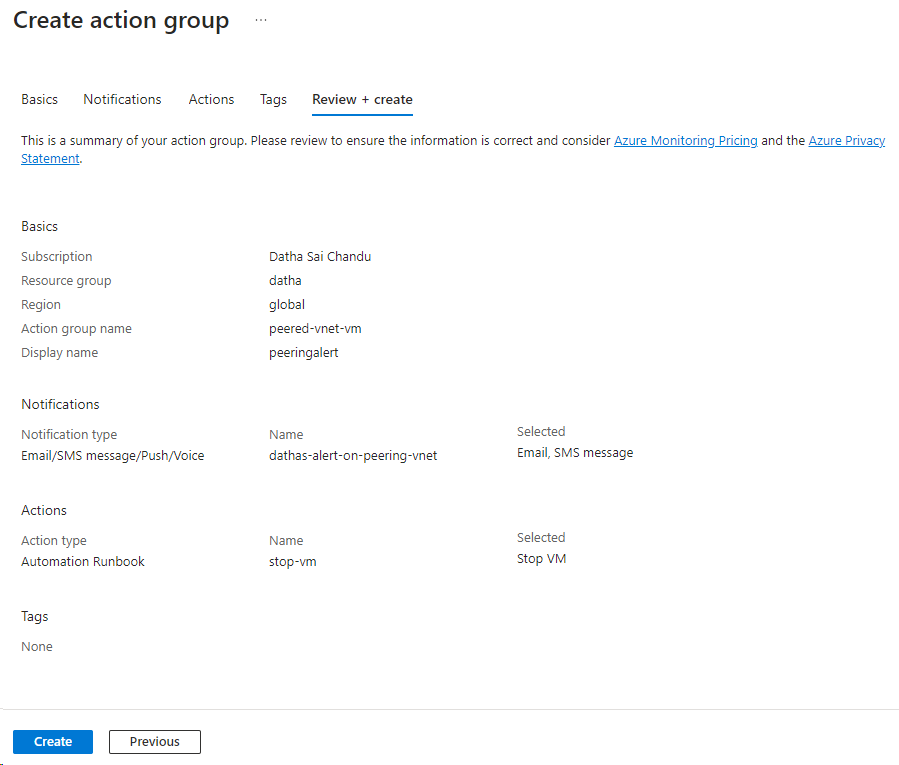 Create action group ...
Basics Notifications Actions Tags Review + create
This is a summary of your action group. Please review to ensure the information is correct and consider Azure Monitoring Pricing and the Azure Privacy
Statement.
Basics
Subscription Datha Sai Chandu
Resource group datha
Region global
Action group name peered-vnet-vm
Display name peeringalert
Notifications
Notification type Name Selected
Email/SMS message/Push/Voice dathas-alert-on-peering-vnet Email, SMS message
Actions
Action type Name Selected
Automation Runbook stop-vm Stop VM
Tags
None
Create Previous